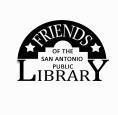 FRIENDS
OF THE
SAN ANTONIO
PUBLIC
LIBRARY